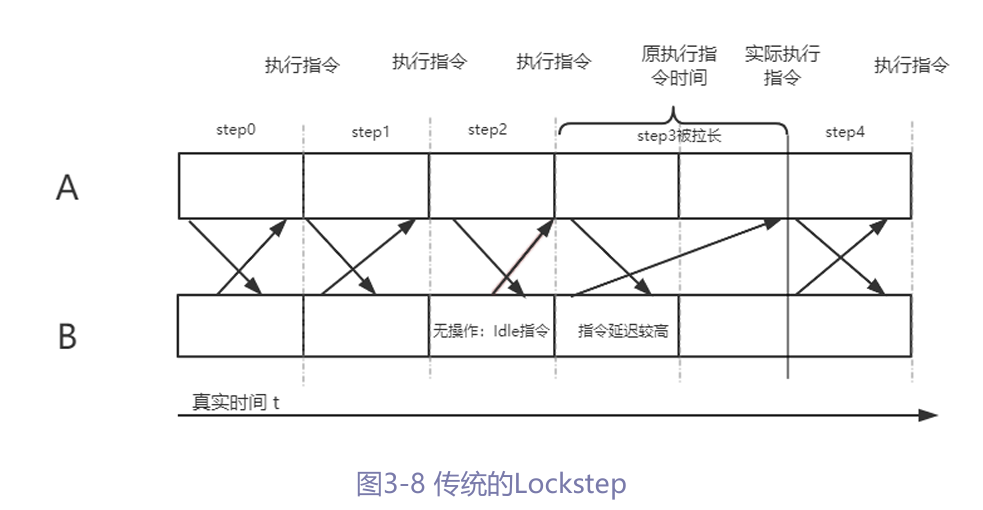 执行指令
执行指令
执行指令
原执行指
令时间
实际执行
指令
执行指令
step0
step1
step2
step3被拉长
step4
A
B
无操作：Idle指令
指令延迟较高
真实时间 t
图3-8 传统的Lockstep